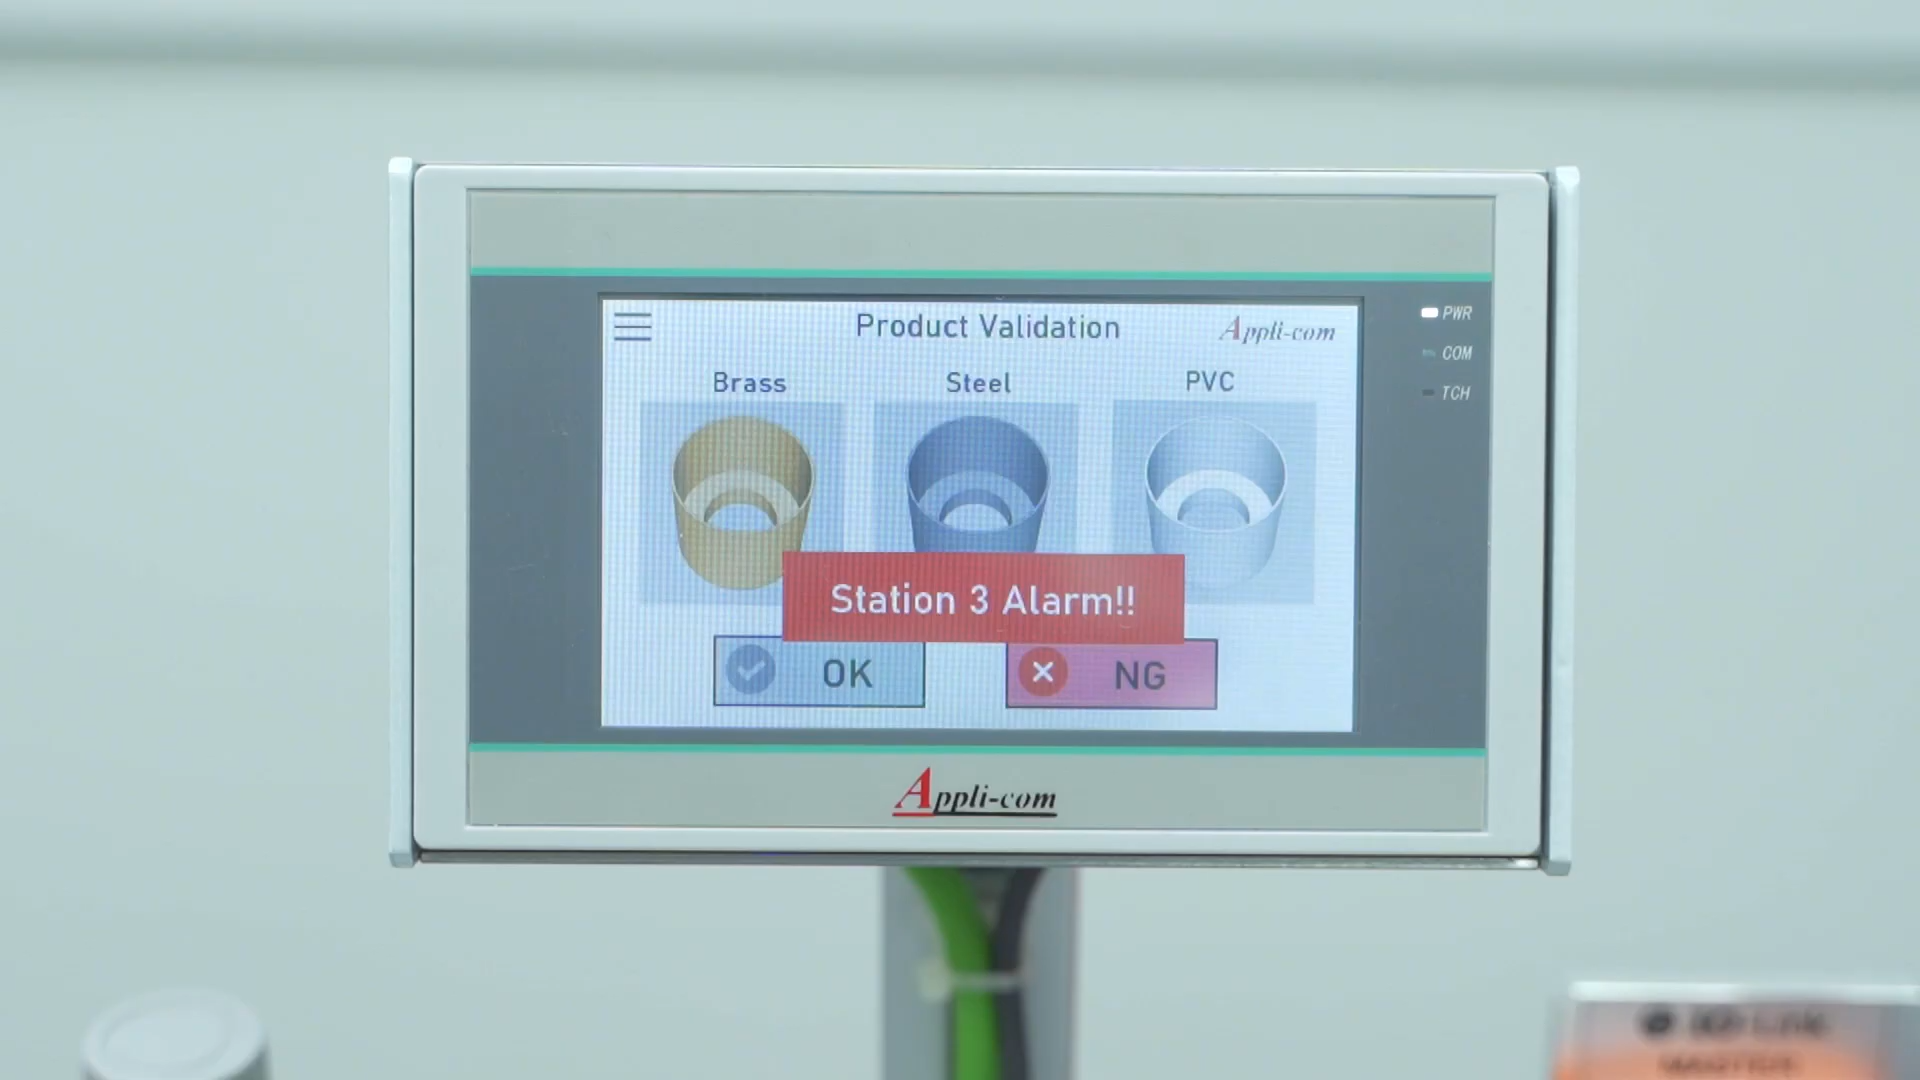 Product Validation
Appli-com
Brass
Steel
PVC
Station 3 Alarm!!
OK
NG
PWR
COM
TCH
Appli-com